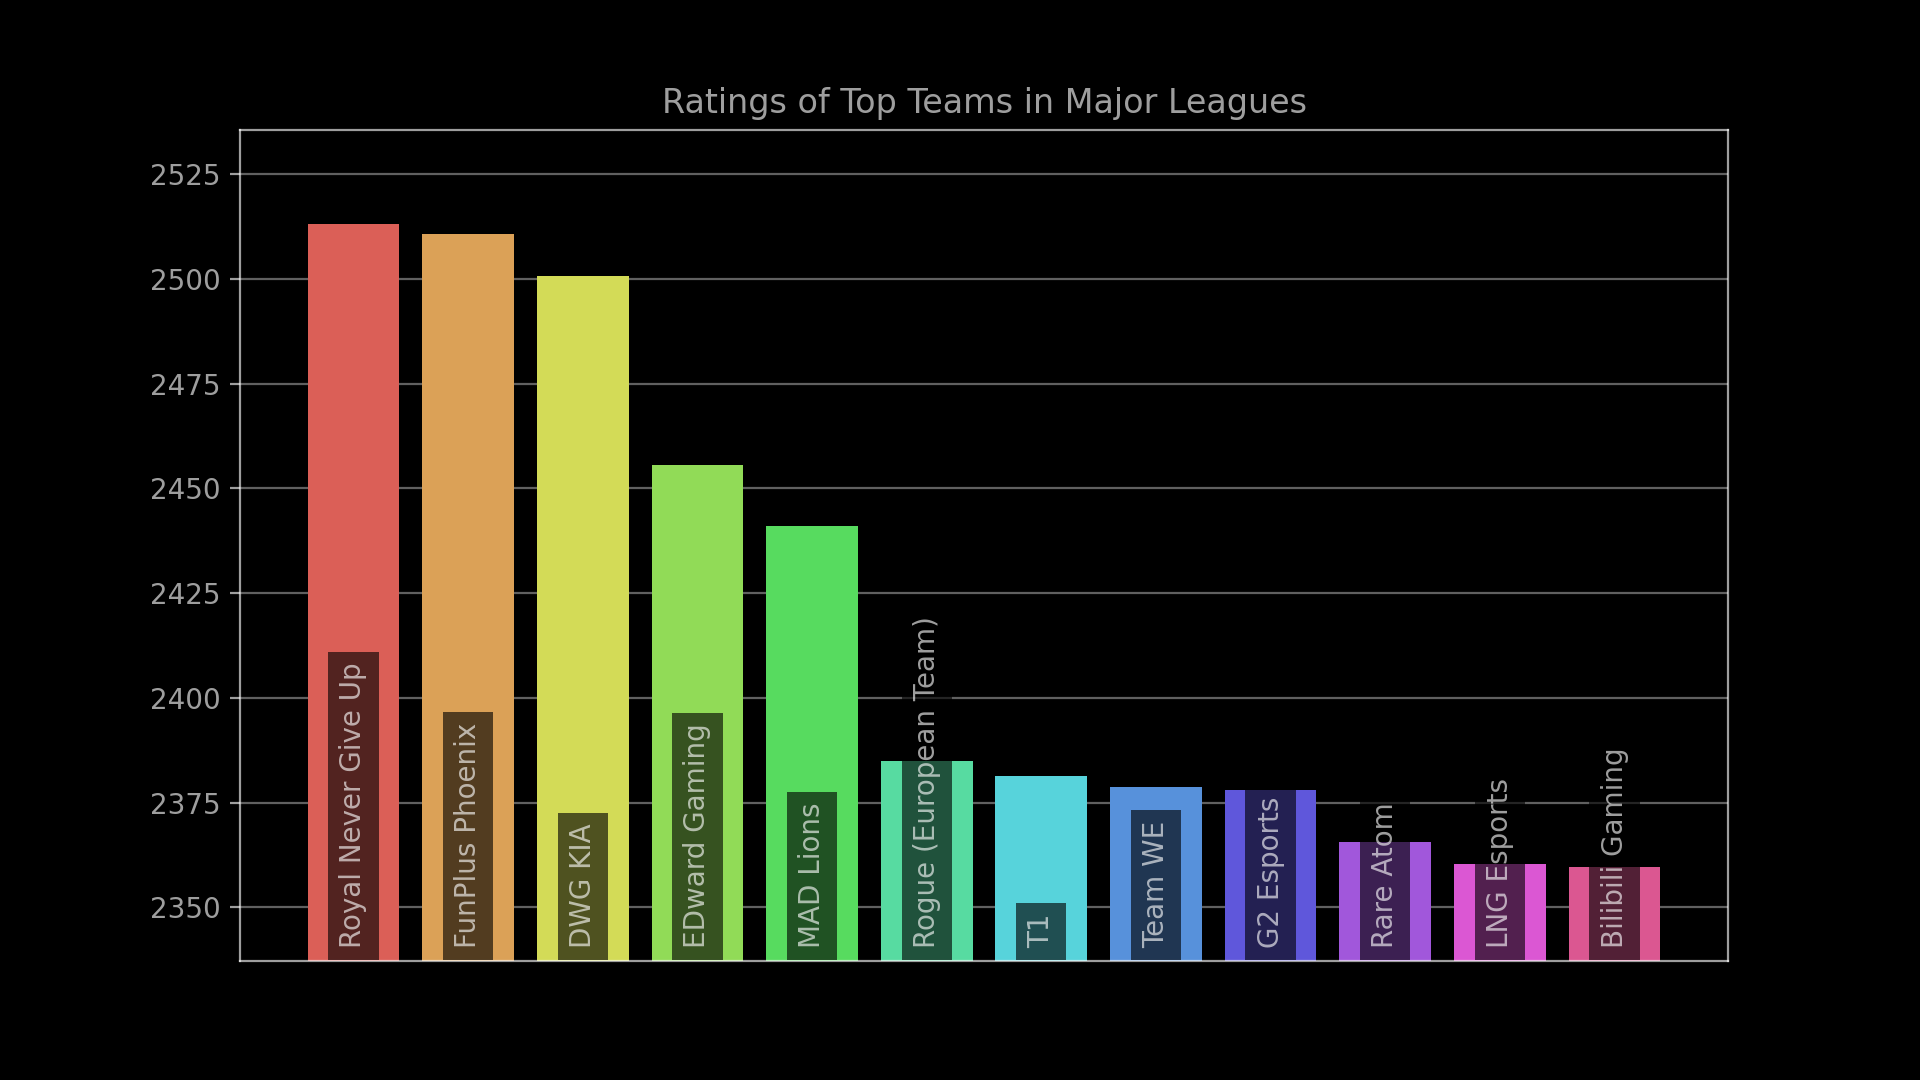 Ratings of Top Teams in Major Leagues
2525
2500
2475
2450
2425
2400
2375
2350
Royal Never Give Up
FunPlus Phoenix
DWG KIA
EDward Gaming
MAD Lions
Rogue (European Team)
T1
Team WE
G2 Esports
Rare Atom
LNG Esports
Bilibili Gaming